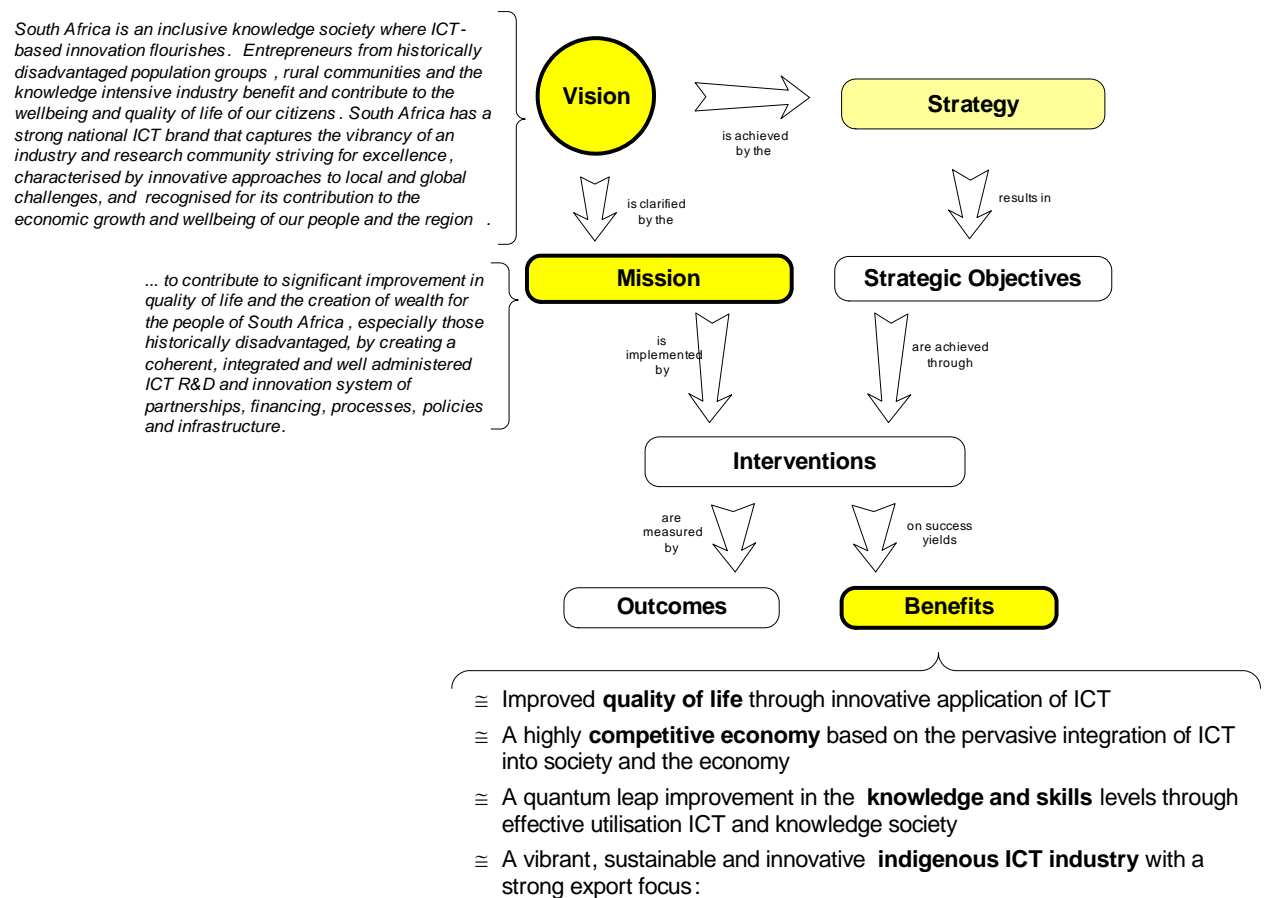 South Africa is an inclusive knowledge society where ICT-
based innovation flourishes. Entrepreneurs from historically
disadvantaged population groups , rural communities and the
knowledge intensive industry benefit and contribute to the
wellbeing and quality of life of our citizens . South Africa has a
strong national ICT brand that captures the vibrancy of an
industry and research community striving for excellence ,
characterised by innovative approaches to local and global
challenges, and recognised for its contribution to the
economic growth and wellbeing of our people and the region .
Vision
is achieved
by the
Strategy
is clarified
by the
results in
... to contribute to significant improvement in
quality of life and the creation of wealth for
the people of South Africa , especially those
historically disadvantaged, by creating a
coherent, integrated and well administered
ICT R&D and innovation system of
partnerships, financing, processes, policies
and infrastructure.
Mission
Strategic Objectives
is
implemented
by
are achieved
through
Interventions
are
measured
by
on success
yields
Outcomes
Benefits
≅ Improved quality of life through innovative application of ICT
≅ A highly competitive economy based on the pervasive integration of ICT
into society and the economy
≅ A quantum leap improvement in the knowledge and skills levels through
effective utilisation ICT and knowledge society
≅ A vibrant, sustainable and innovative indigenous ICT industry with a
strong export focus :